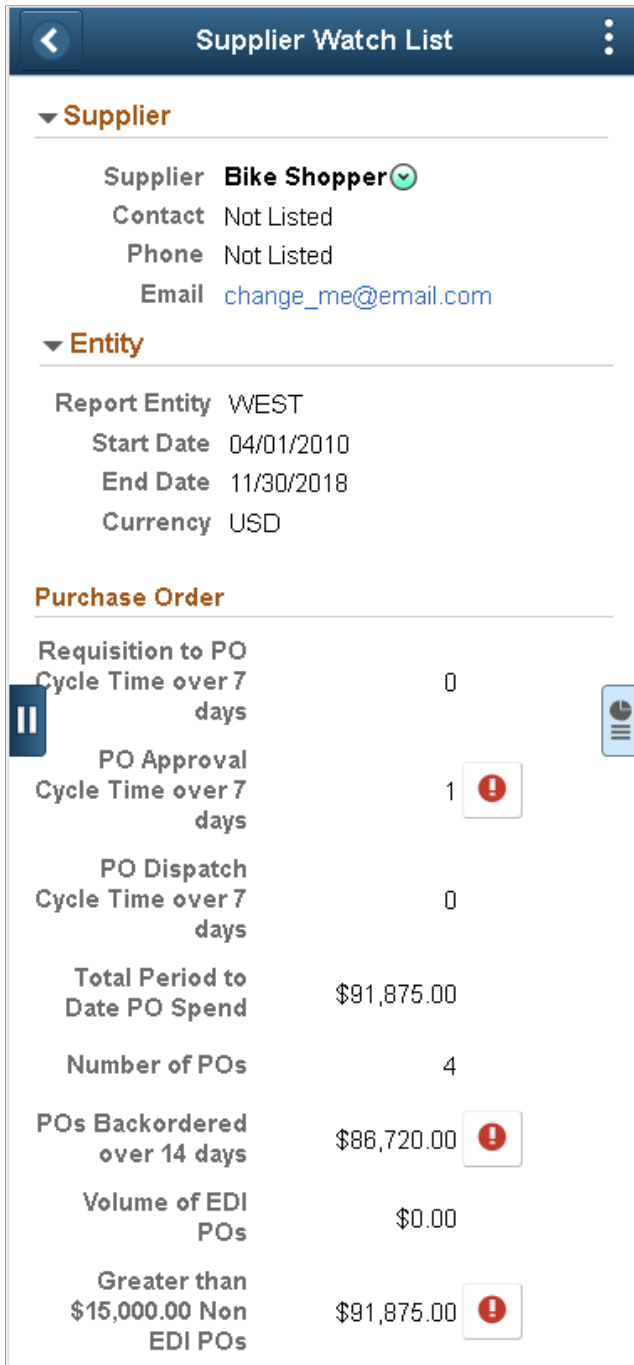 Supplier Watch List
Supplier
Supplier Bike Shopper
Contact Not Listed
Phone Not Listed
Email change_me@email.com
Entity
Report Entity WEST
Start Date 04/01/2010
End Date 11/30/2018
Currency USD
Purchase Order
Requisition to PO
Cycle Time over 7 0
days
PO Approval
Cycle Time over 7 1
days
PO Dispatch
Cycle Time over 7 0
days
Total Period to
Date PO Spend $91,875.00
Number of POs 4
POs Backordered
over 14 days $86,720.00
Volume of EDI
POs $0.00
Greater than
$15,000.00 Non $91,875.00
EDI POs